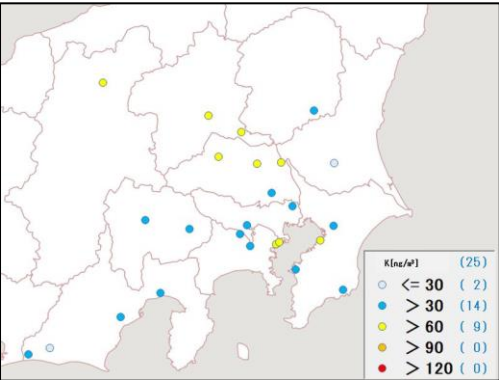 K[ng/m³] (25)
<= 30 ( 2)
> 30 (14)
> 60 ( 9)
> 90 ( 0)
> 120 ( 0)